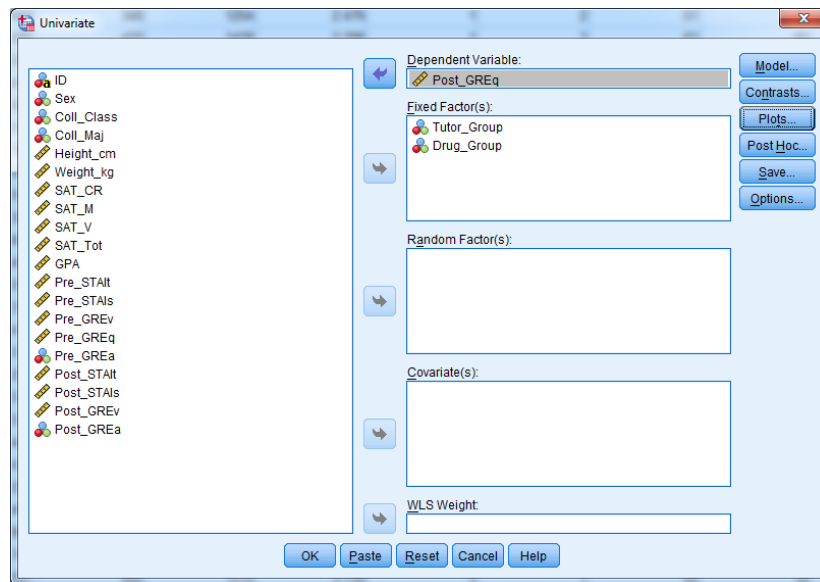 Univariate
ID
Sex
Coll_Class
Coll_Maj
Height_cm
Weight_kg
SAT_CR
SAT_M
SAT_V
SAT_Tot
GPA
Pre_STAIt
Pre_STAIs
Pre_GREv
Pre_GREq
Pre_GREa
Post_STAIt
Post_STAIs
Post_GREv
Post_GREa
Dependent Variable:
Post_GREq
Fixed Factor(s):
Tutor_Group
Drug_Group
Random Factor(s):
Covariate(s):
WLS Weight:
Model...
Contrasts...
Plots...
Post Hoc...
Save...
Options...
OK Paste Reset Cancel Help